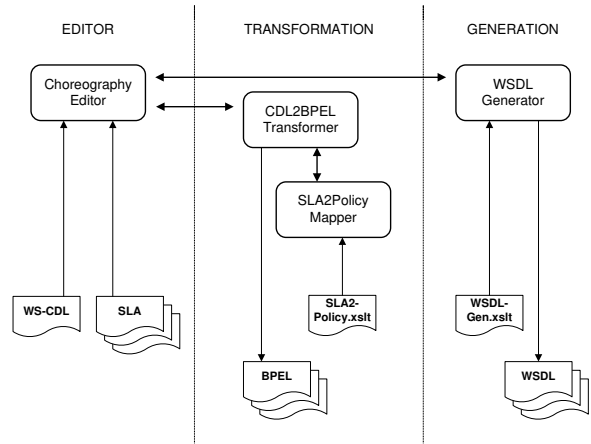 EDITOR
TRANSFORMATION
GENERATION
Choreography
Editor
CDL2BPEL
Transformer
WSDL
Generator
SLA2Policy
Mapper
WS-CDL
SLA
SLA2-
Policy.xslt
WSDL-
Gen.xslt
BPEL
WSDL